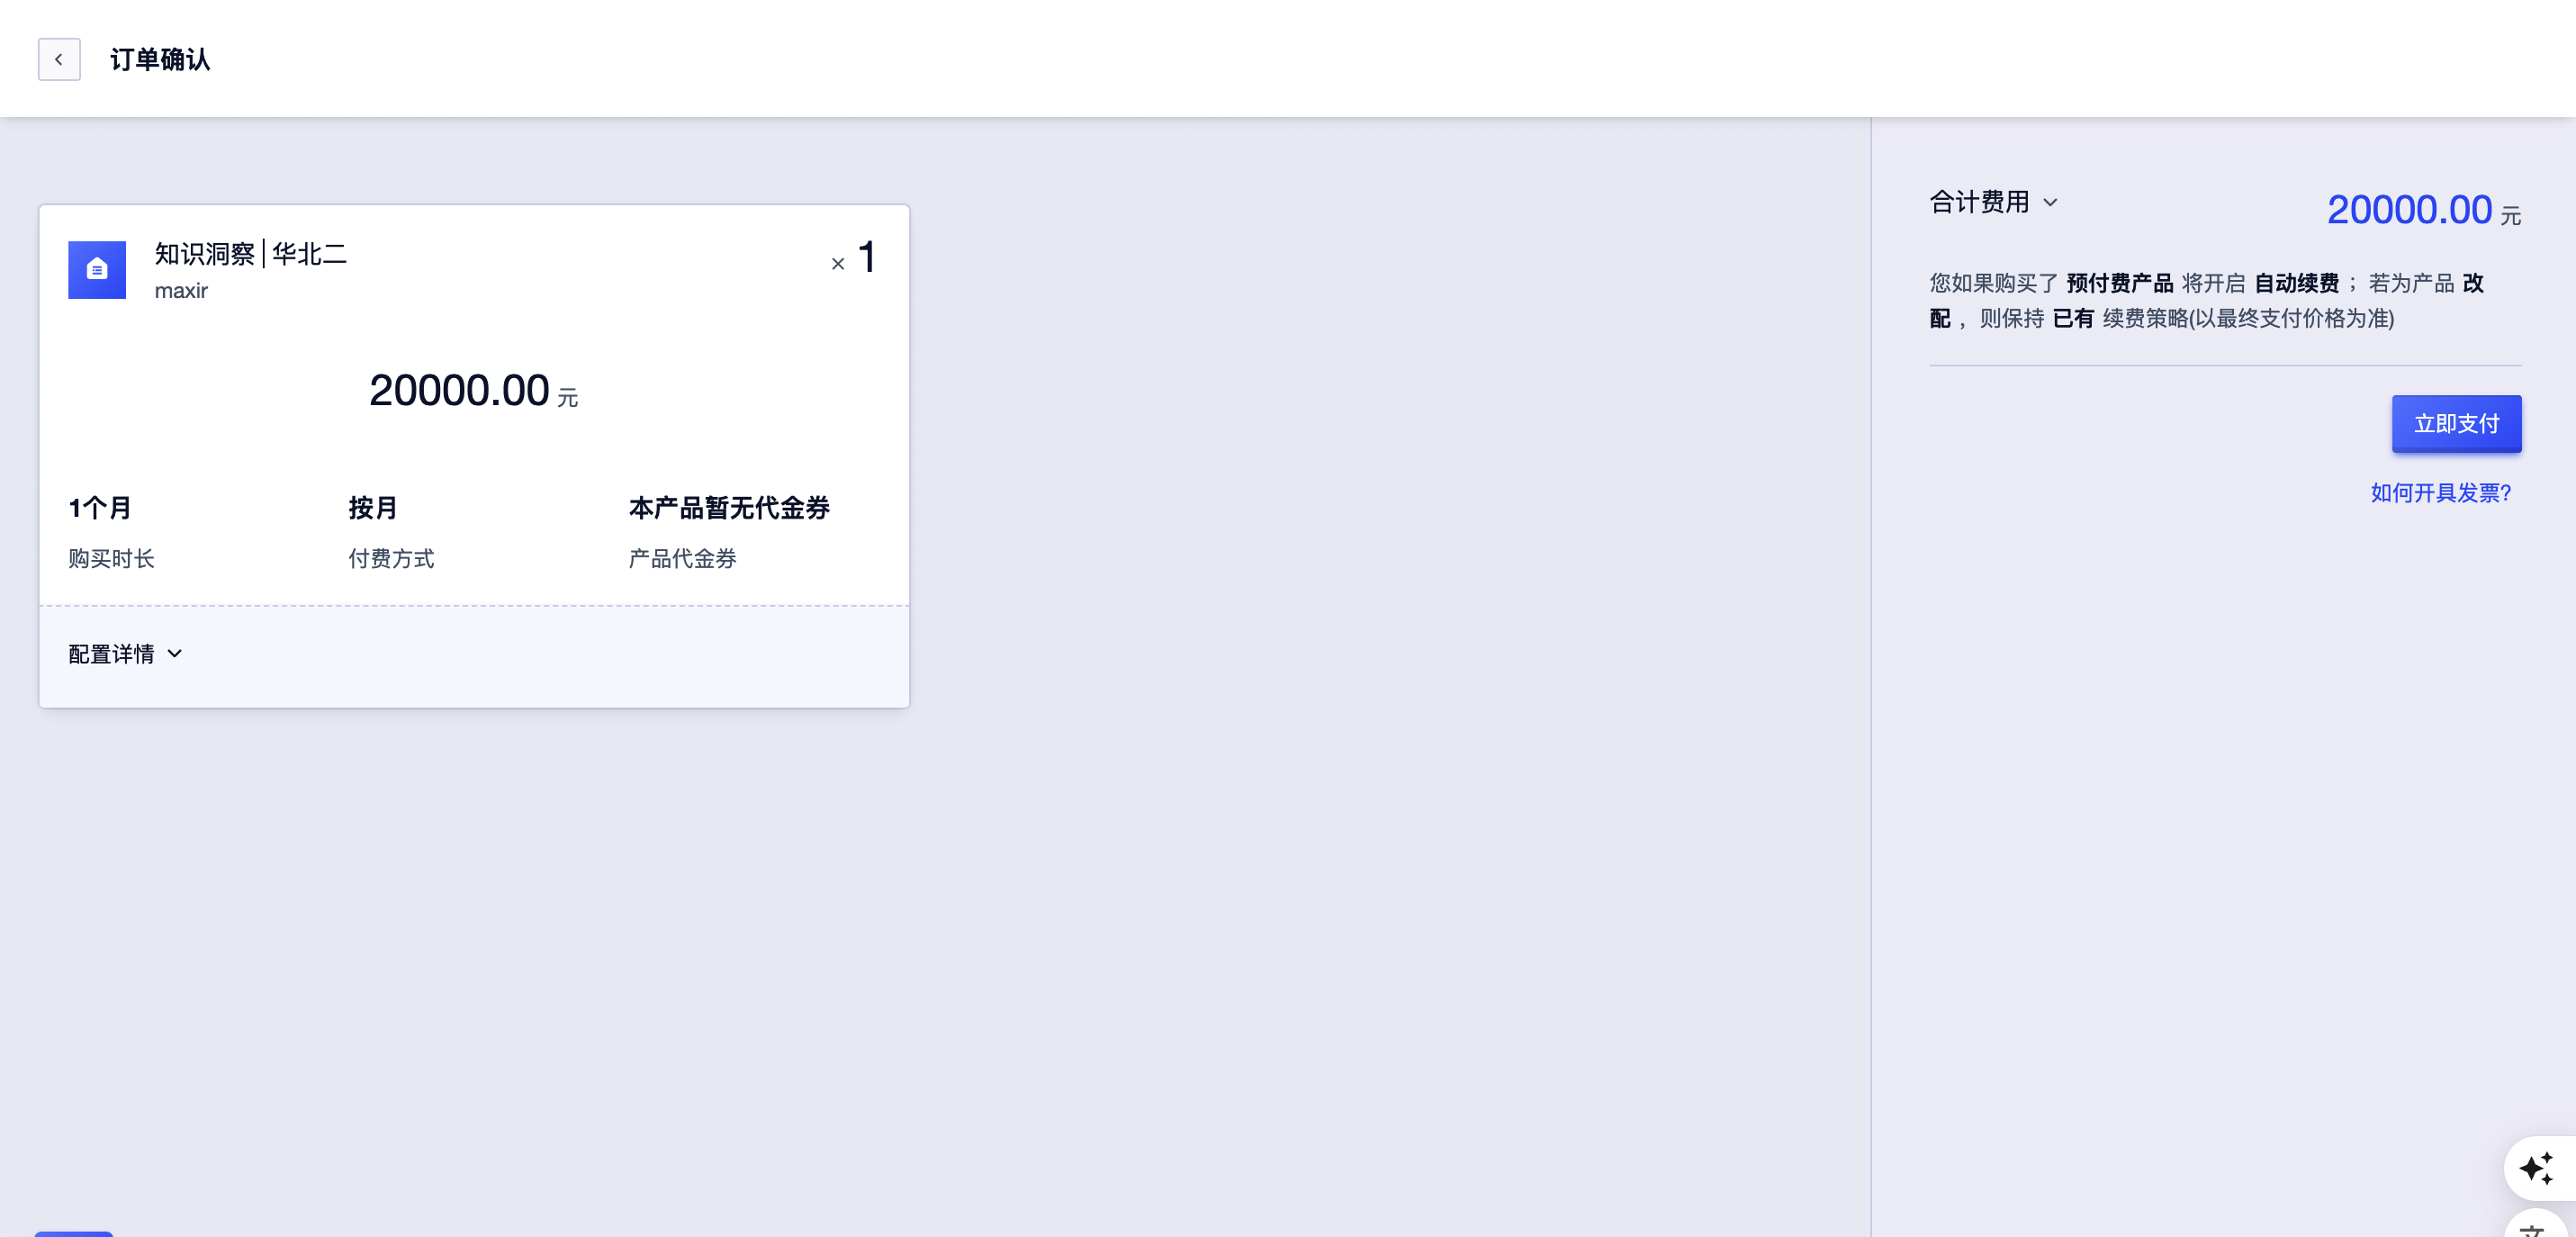 订单确认
知识洞察|华北二
× 1
maxir
20000.00 元
1个月
按月
本产品暂无代金券
购买时长
付费方式
产品代金券
配置详情
合计费用
20000.00 元
您如果购买了 预付费产品 将开启 自动续费 ；若为产品 改
配 ，则保持 已有 续费策略(以最终支付价格为准)
立即支付
如何开具发票?